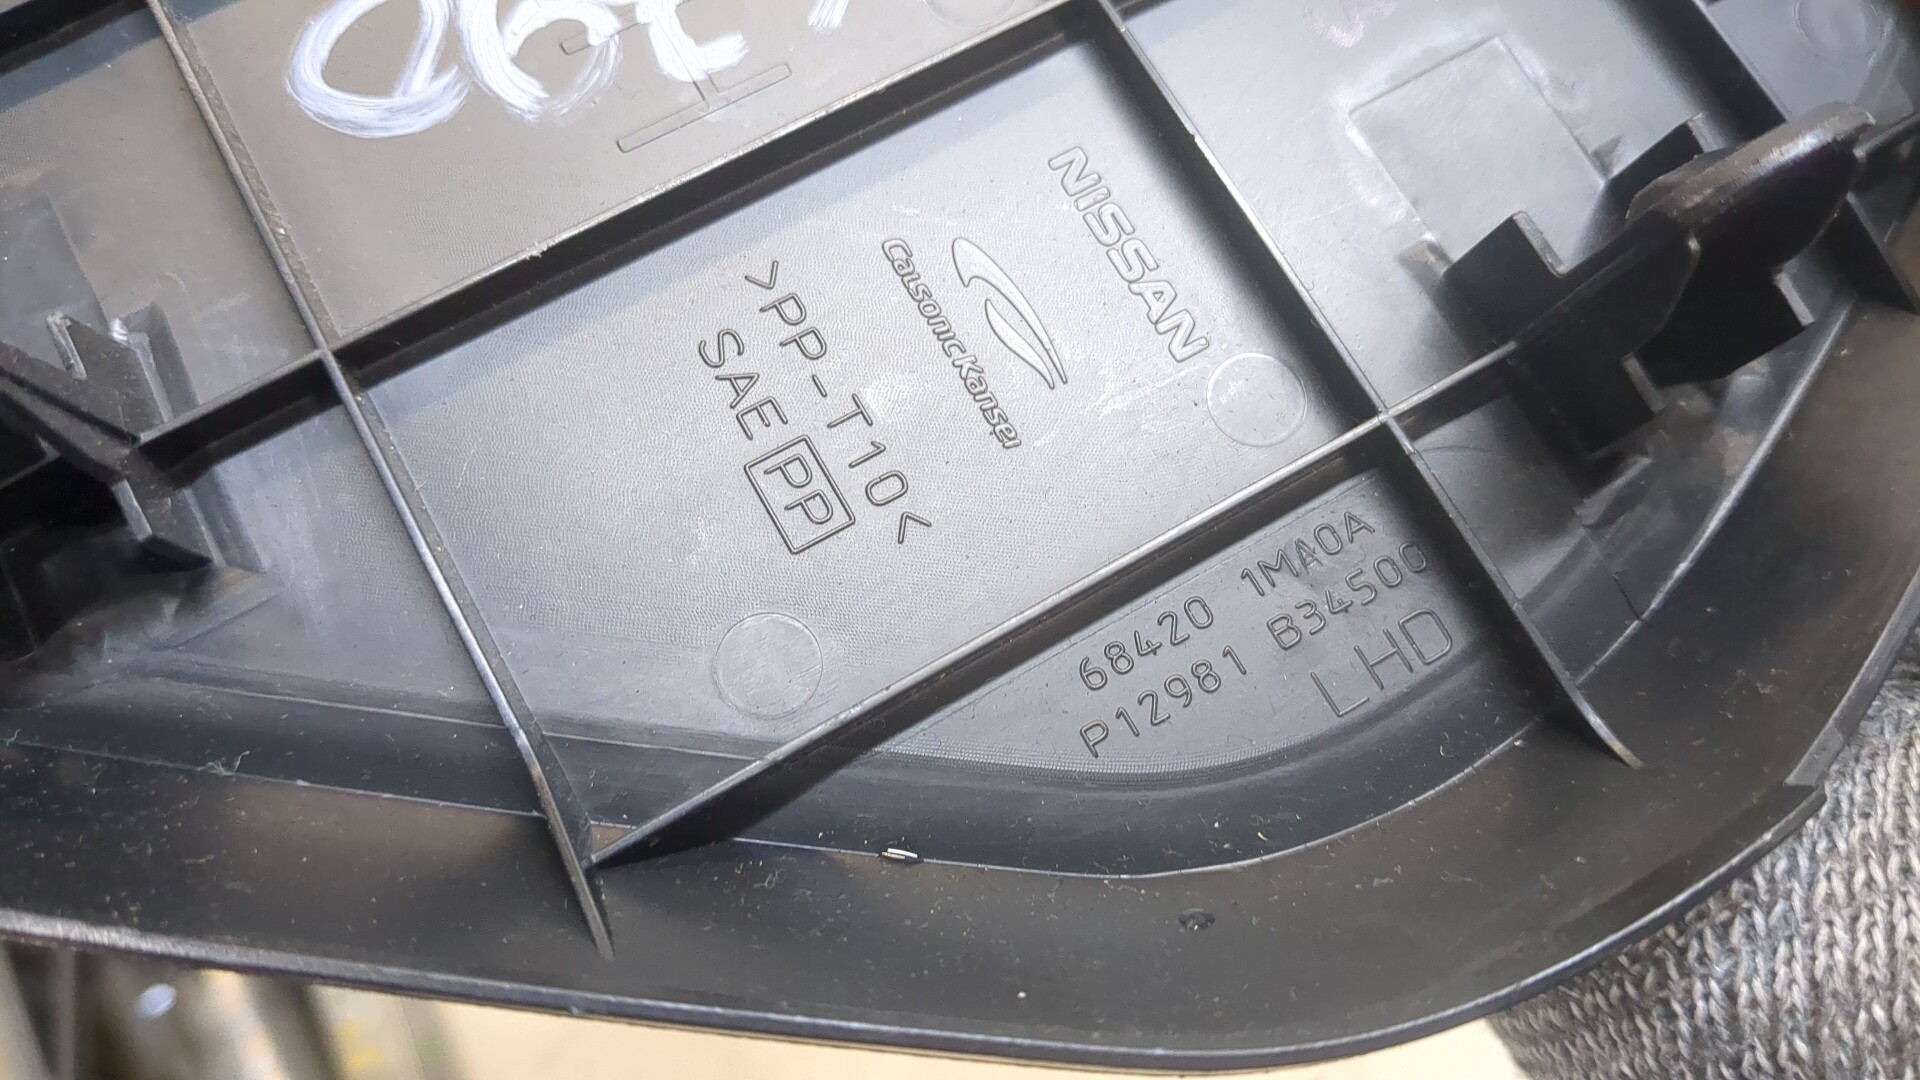 NISSAN
CalsonicKansei
>PP-T10<
SAE PP
68420 1MA0A
P12981 B34500
LHD